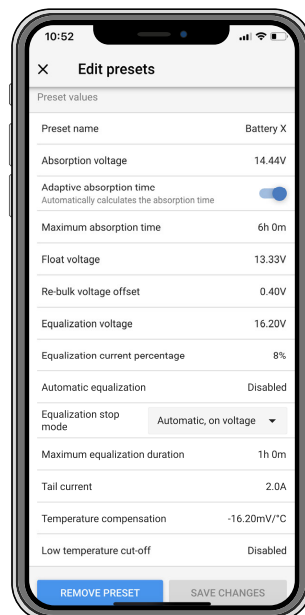 10:52
Edit presets
Preset values
Preset name Battery X
Absorption voltage 14.44V
Adaptive absorption time
Automatically calculates the absorption time
Maximum absorption time 6h 0m
Float voltage 13.33V
Re-bulk voltage offset 0.40V
Equalization voltage 16.20V
Equalization current percentage 8%
Automatic equalization Disabled
Equalization stop
mode Automatic, on voltage
Maximum equalization duration 1h 0m
Tail current 2.0A
Temperature compensation -16.20mV/°C
Low temperature cut-off Disabled
REMOVE PRESET SAVE CHANGES